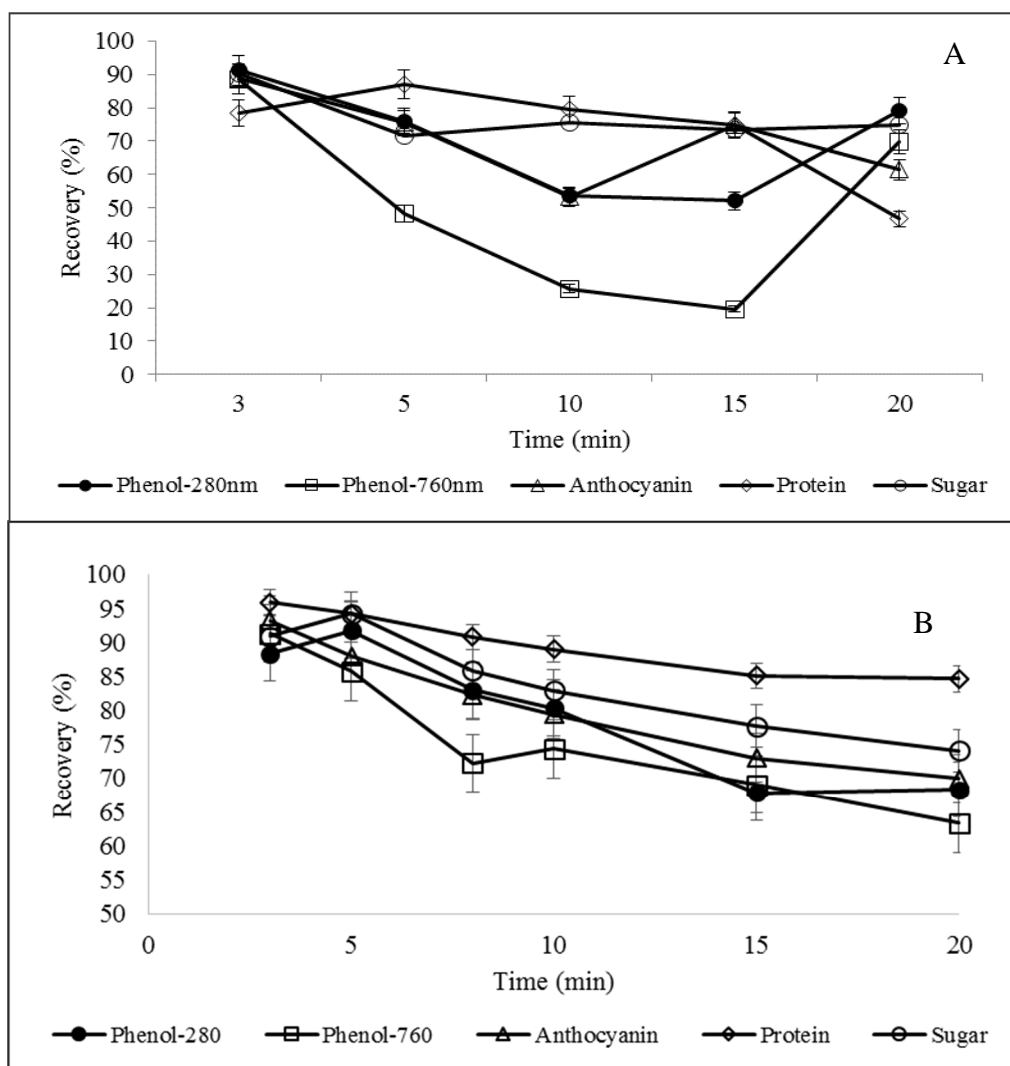 A
100
90
80
70
60
50
40
30
20
10
0
Recovery (%)
3 5 10 15 20
Time (min)
Phenol-280nm Phenol-760nm Anthocyanin Protein Sugar
B
100
95
90
85
80
75
70
65
60
55
50
Recovery (%)
0 5 10 15 20
Time (min)
Phenol-280 Phenol-760 Anthocyanin Protein Sugar